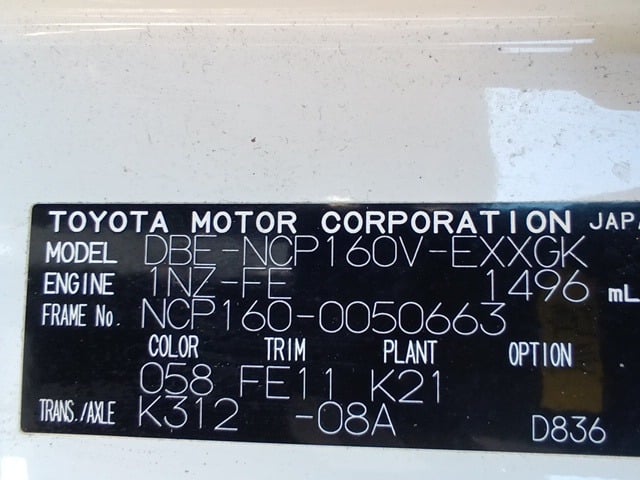 TOYOTA MOTOR CORPORATION JAPA
MODEL DBE-NCP160V-EXXGK
ENGINE 1NZ-FE 1496 mL
FRAME No. NCP160-0050663
COLOR TRIM PLANT OPTION
058 FE11 K21
TRANS./AXLE K312 -08A D836